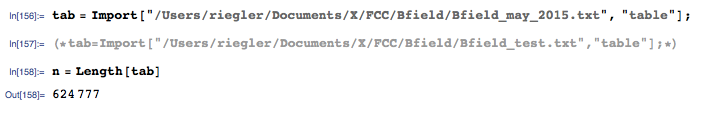 In[156]:= tab = Import["/Users/riegler/Documents/X/FCC/Bfield/Bfield_may_2015.txt", "table"];
In[157]:= (*tab=Import["/Users/riegler/Documents/X/FCC/Bfield/Bfield_test.txt","table"];*)
In[158]:= n = Length[tab]
Out[158]= 624 777